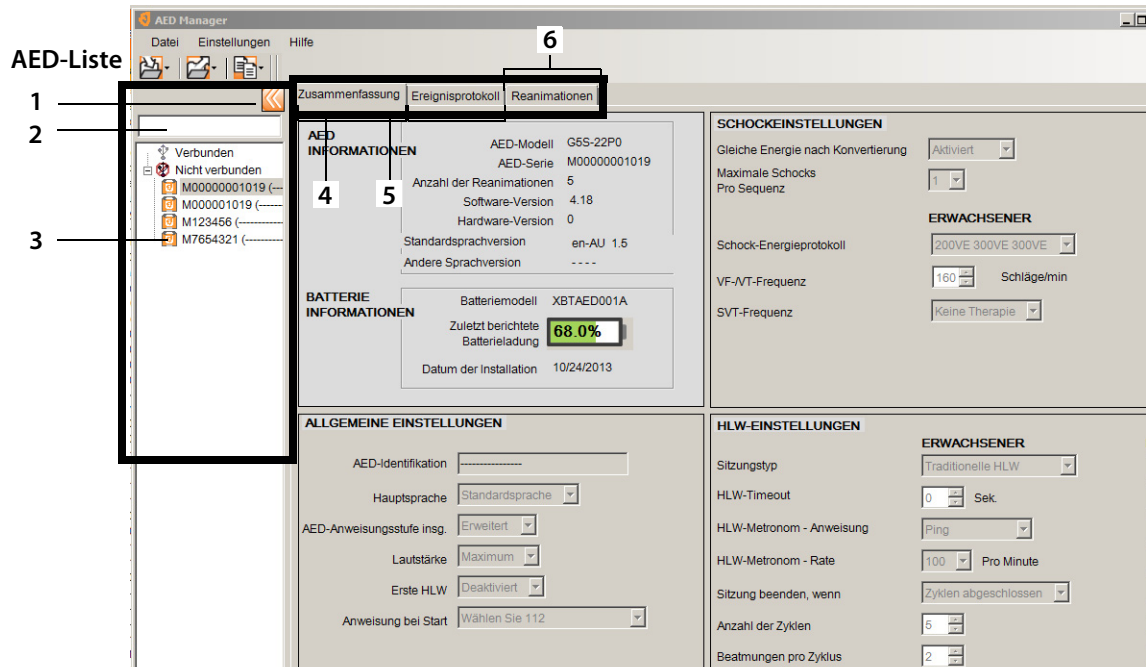 AED Manager
Datei Einstellungen Hilfe
AED-Liste
6
1
2
Verbunden
Nicht verbunden
M00000001019 (---
M000001019 (------
M123456 (----------
M7654321 (----------
3
Zusammenfassung Ereignisprotokoll Reanimationen
4
5
AED
INFORMATIONEN
AED-Modell G5S-22P0
AED-Serie M00000001019
Anzahl der Reanimationen 5
Software-Version 4.18
Hardware-Version 0
Standardsprachversion en-AU 1.5
Andere Sprachversion ----
BATTERIE
INFORMATIONEN
Batteriemodell XBTAED001A
Zuletzt berichtete
Batterieladung
68.0%
Datum der Installation 10/24/2013
SCHOCKEINSTELLUNGEN
Gleiche Energie nach Konvertierung Aktiviert
Maximale Schocks
Pro Sequenz
1
ERWACHSENER
Schock-Energieprotokoll 200VE 300VE 300VE
VF-/VT-Frequenz 160 Schläge/min
SVT-Frequenz Keine Therapie
ALLGEMEINE EINSTELLUNGEN
AED-Identifikation ----------------
Hauptsprache Standardsprache
AED-Anweisungsstufe insg. Erweitert
Lautstärke Maximum
Erste HLW Deaktiviert
Anweisung bei Start Wählen Sie 112
HLW-EINSTELLUNGEN
ERWACHSENER
Sitzungstyp Traditionelle HLW
HLW-Timeout 0 Sek.
HLW-Metronom - Anweisung Ping
HLW-Metronom - Rate 100 Pro Minute
Sitzung beenden, wenn Zyklen abgeschlossen
Anzahl der Zyklen 5
Beatmungen pro Zyklus 2